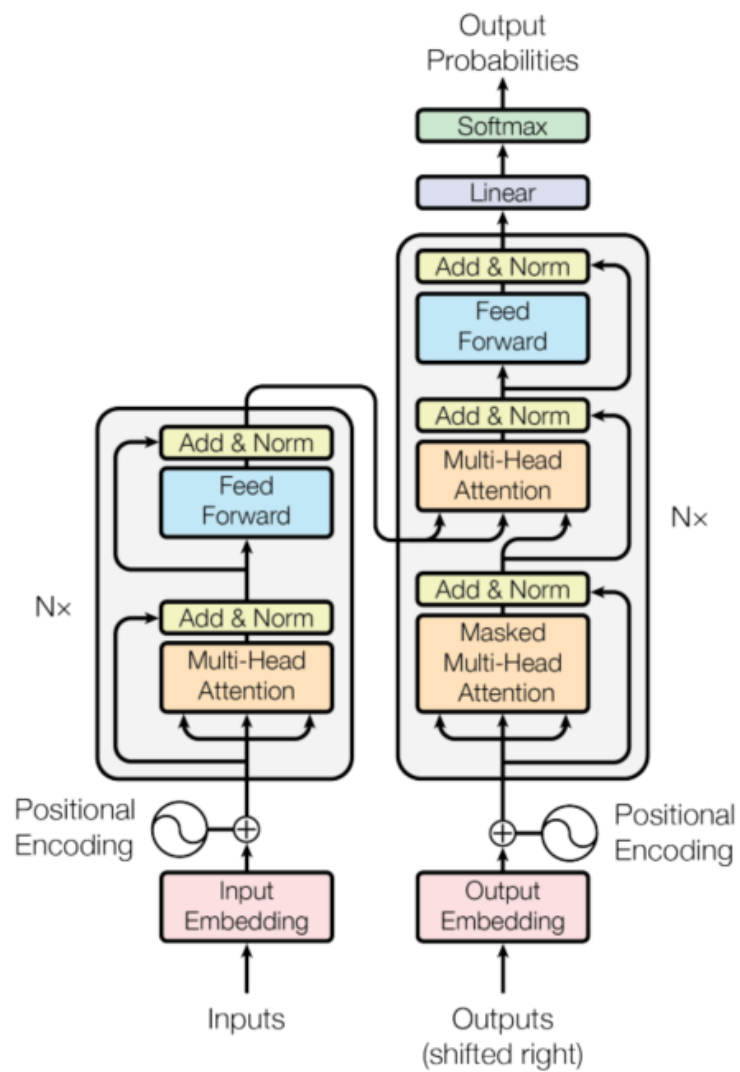 Output
Probabilities
Softmax
Linear
Add & Norm
Feed
Forward
Add & Norm
Multi-Head
Attention
Nx
Add & Norm
Masked
Multi-Head
Attention
Add & Norm
Feed
Forward
Nx
Add & Norm
Multi-Head
Attention
Positional
Encoding
Positional
Encoding
Input
Embedding
Output
Embedding
Inputs
Outputs
(shifted right)